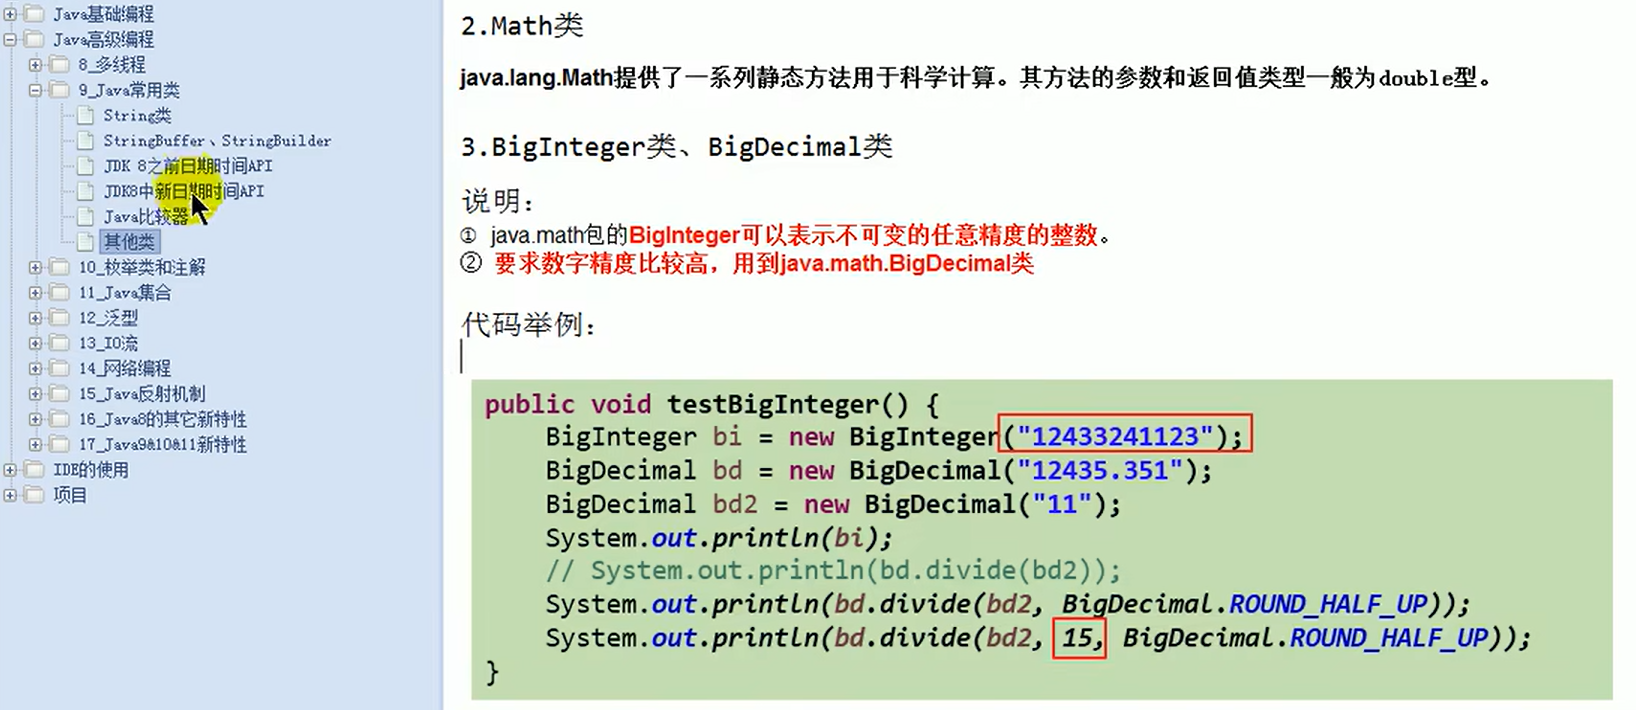 Java基础编程
Java高级编程
8_多线程
9_Java常用类
String类
StringBuffer、StringBuilder
JDK 8之前日期时间API
JDK8中新日期时间API
Java比较器
其他类
10_枚举类和注解
11_Java集合
12_泛型
13_IO流
14_网络编程
15_Java反射机制
16_Java8的其它新特性
17_Java9&10&11新特性
IDE的使用
项目
2.Math类
java.lang.Math提供了一系列静态方法用于科学计算。其方法的参数和返回值类型一般为double型。
3.BigInteger类、BigDecimal类
说明：
① java.math包的BigInteger可以表示不可变的任意精度的整数。
② 要求数字精度比较高，用到java.math.BigDecimal类
代码举例：
public void testBigInteger() {
BigInteger bi = new BigInteger("12433241123");
BigDecimal bd = new BigDecimal("12435.351");
BigDecimal bd2 = new BigDecimal("11");
System.out.println(bi);
// System.out.println(bd.divide(bd2));
System.out.println(bd.divide(bd2, BigDecimal.ROUND_HALF_UP));
System.out.println(bd.divide(bd2, 15, BigDecimal.ROUND_HALF_UP));
}